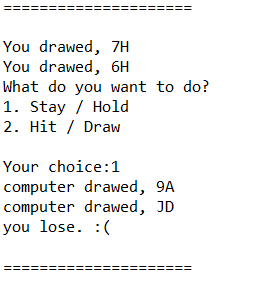 =====================
You drawed, 7H
You drawed, 6H
What do you want to do?
1. Stay / Hold
2. Hit / Draw
Your choice:1
computer drawed, 9A
computer drawed, JD
you lose. :(
=====================